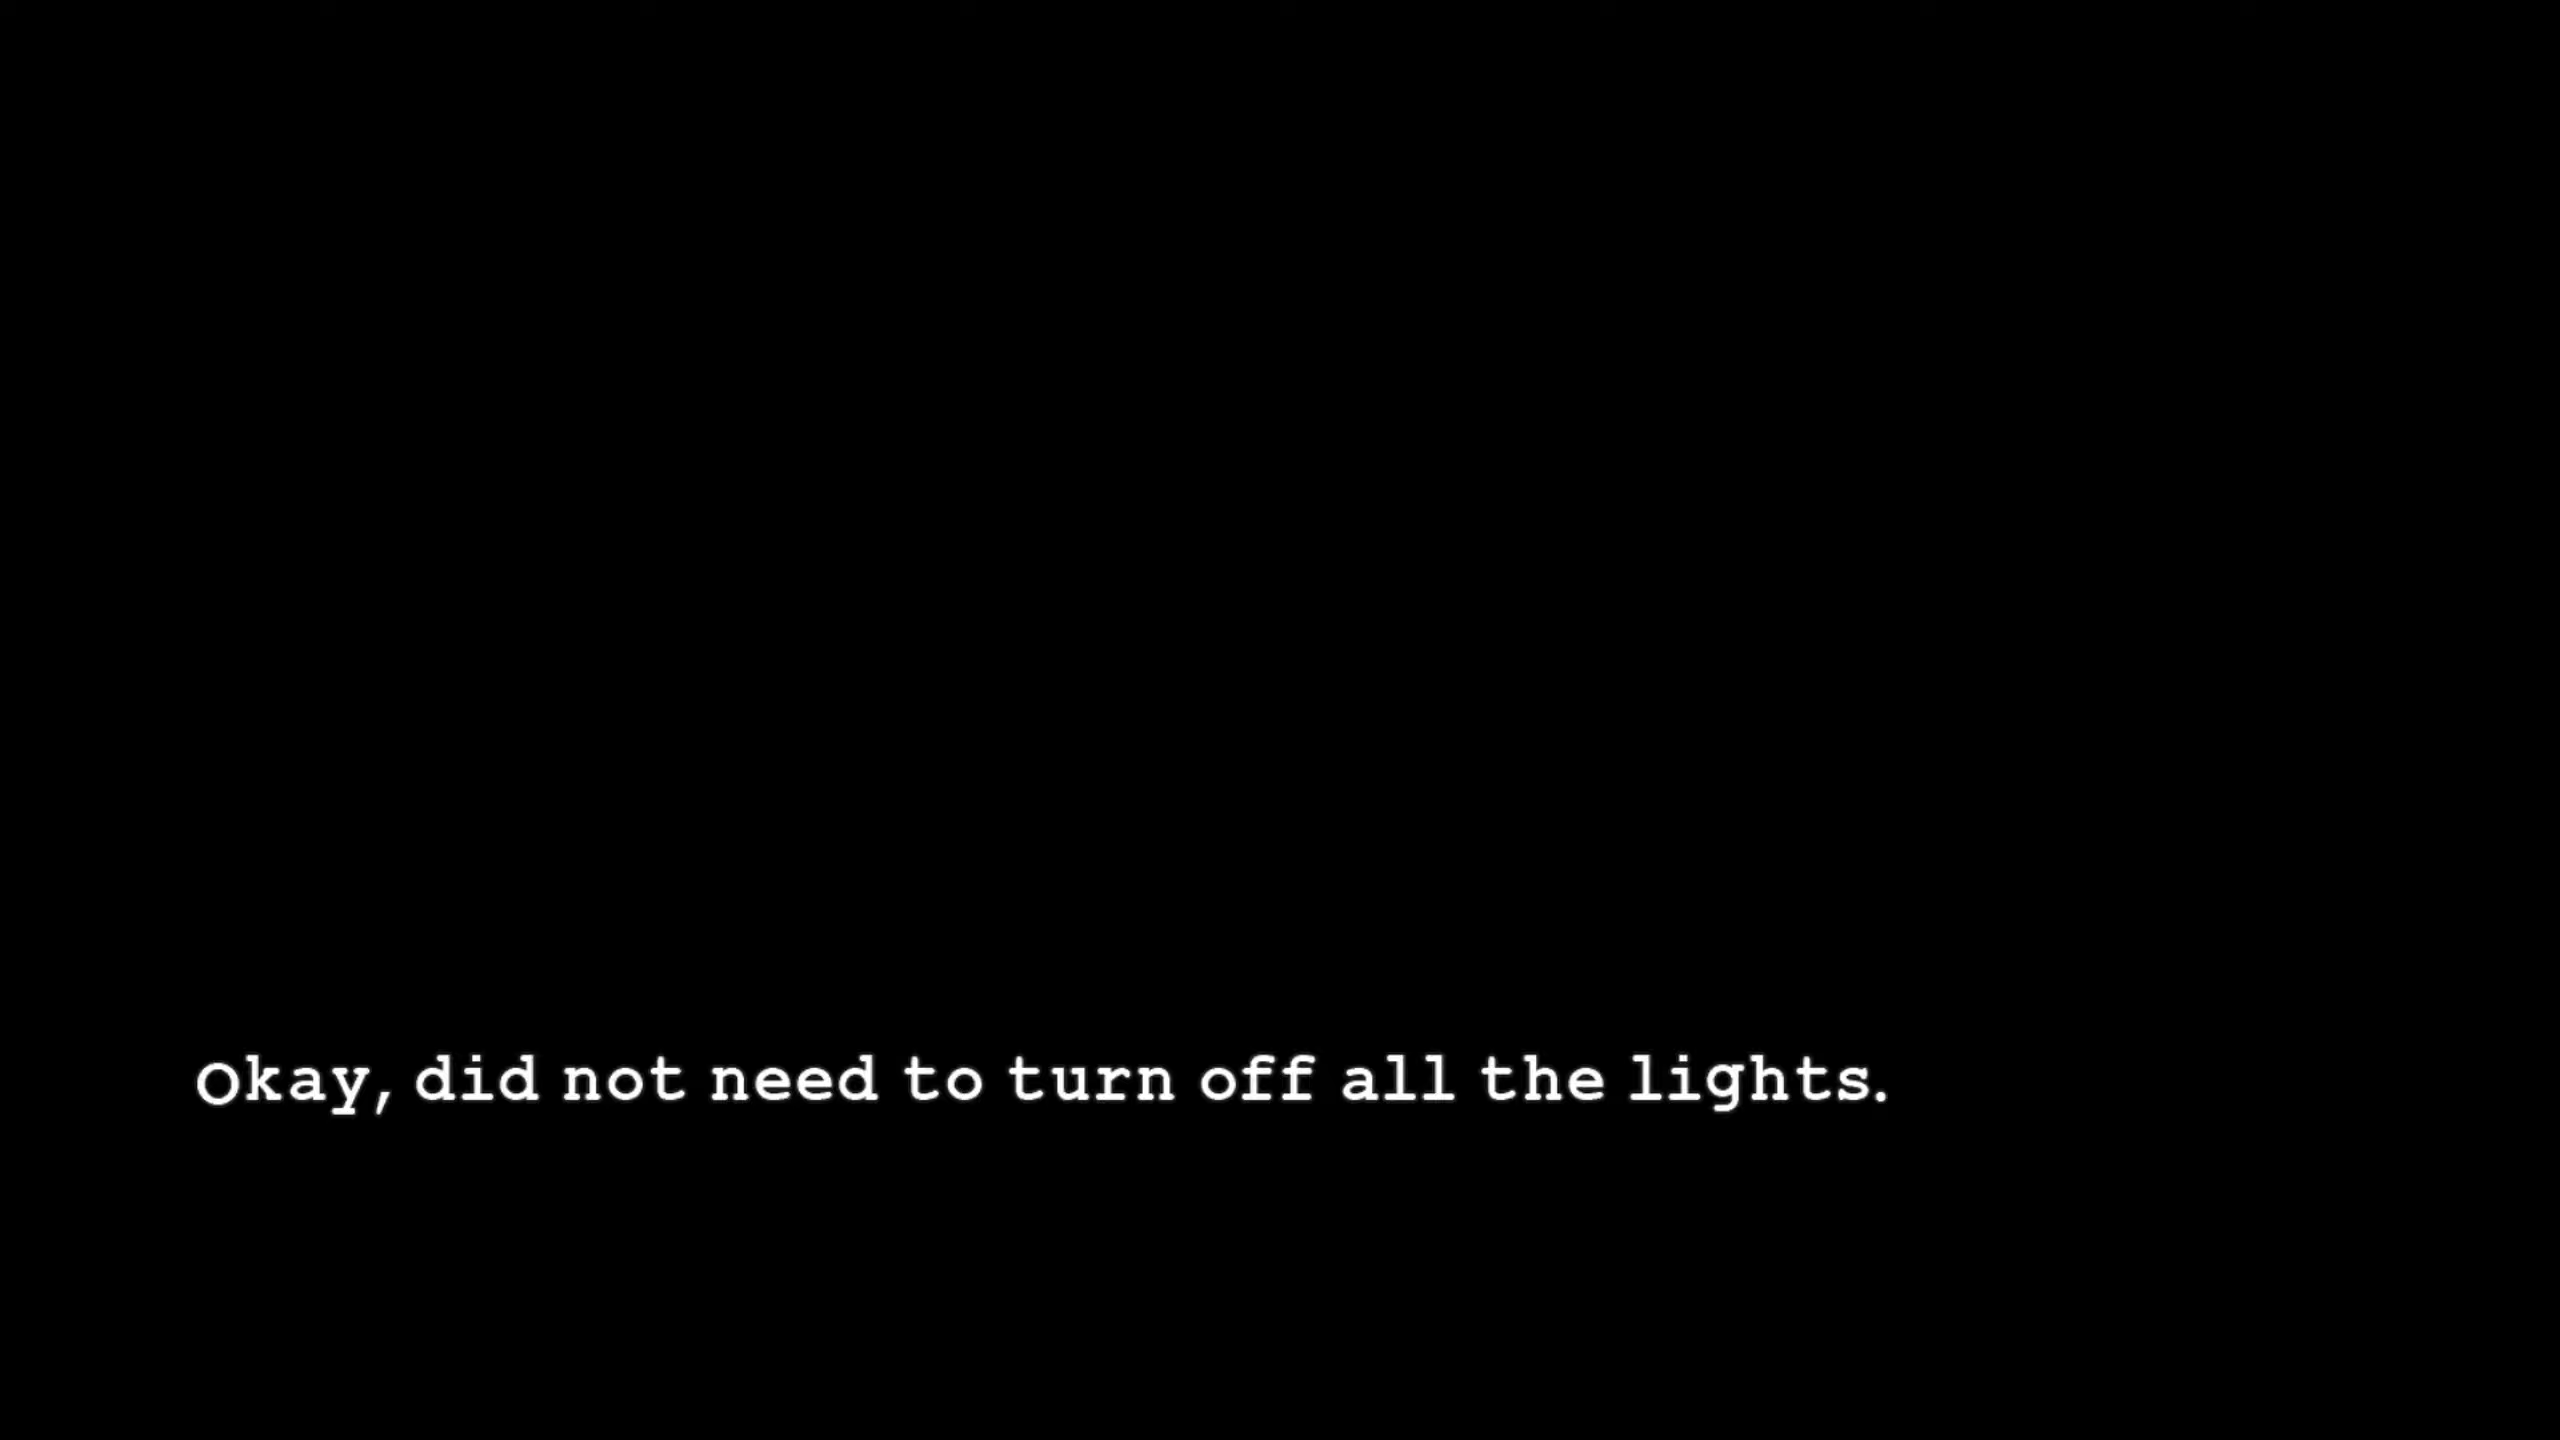 Okay, did not need to turn off all the lights.